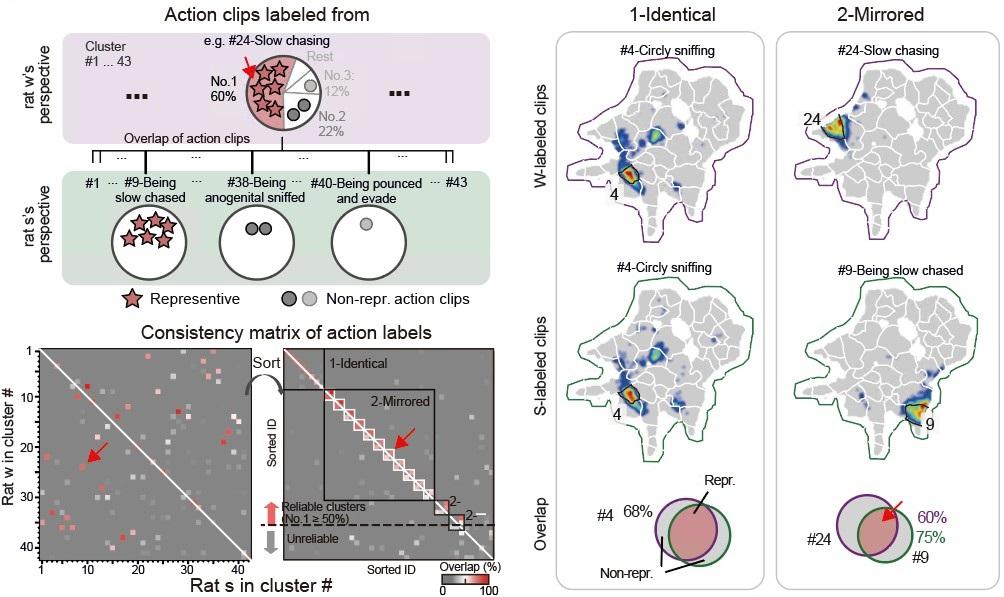 Action clips labeled from
rat w's
perspective
Cluster
#1 ... 43
...
e.g. #24-Slow chasing
No.1
60%
Rest
No.3:
12%
No.2
22%
...
Overlap of action clips
... ... ... ...
rat s's
perspective
#1 ... #9-Being ... #38-Being ... #40-Being pounced ... #43
slow chased anogenital sniffed and evade
Representive Non-repr. action clips
Consistency matrix of action labels
Rat w in cluster #
1
10
20
30
40
1 10 20 30 40
Rat s in cluster #
Sort
Sorted ID
1-Identical
2-Mirrored
2-
2-
Reliable clusters
(No.1 ≥ 50%)
Unreliable
Sorted ID
Overlap (%)
0 100
1-Identical 2-Mirrored
W-labeled clips
#4-Circly sniffing
4
#24-Slow chasing
24
S-labeled clips
#4-Circly sniffing
4
#9-Being slow chased
9
Overlap
Repr.
#4 68%
Non-repr.
#24
60%
75%
#9